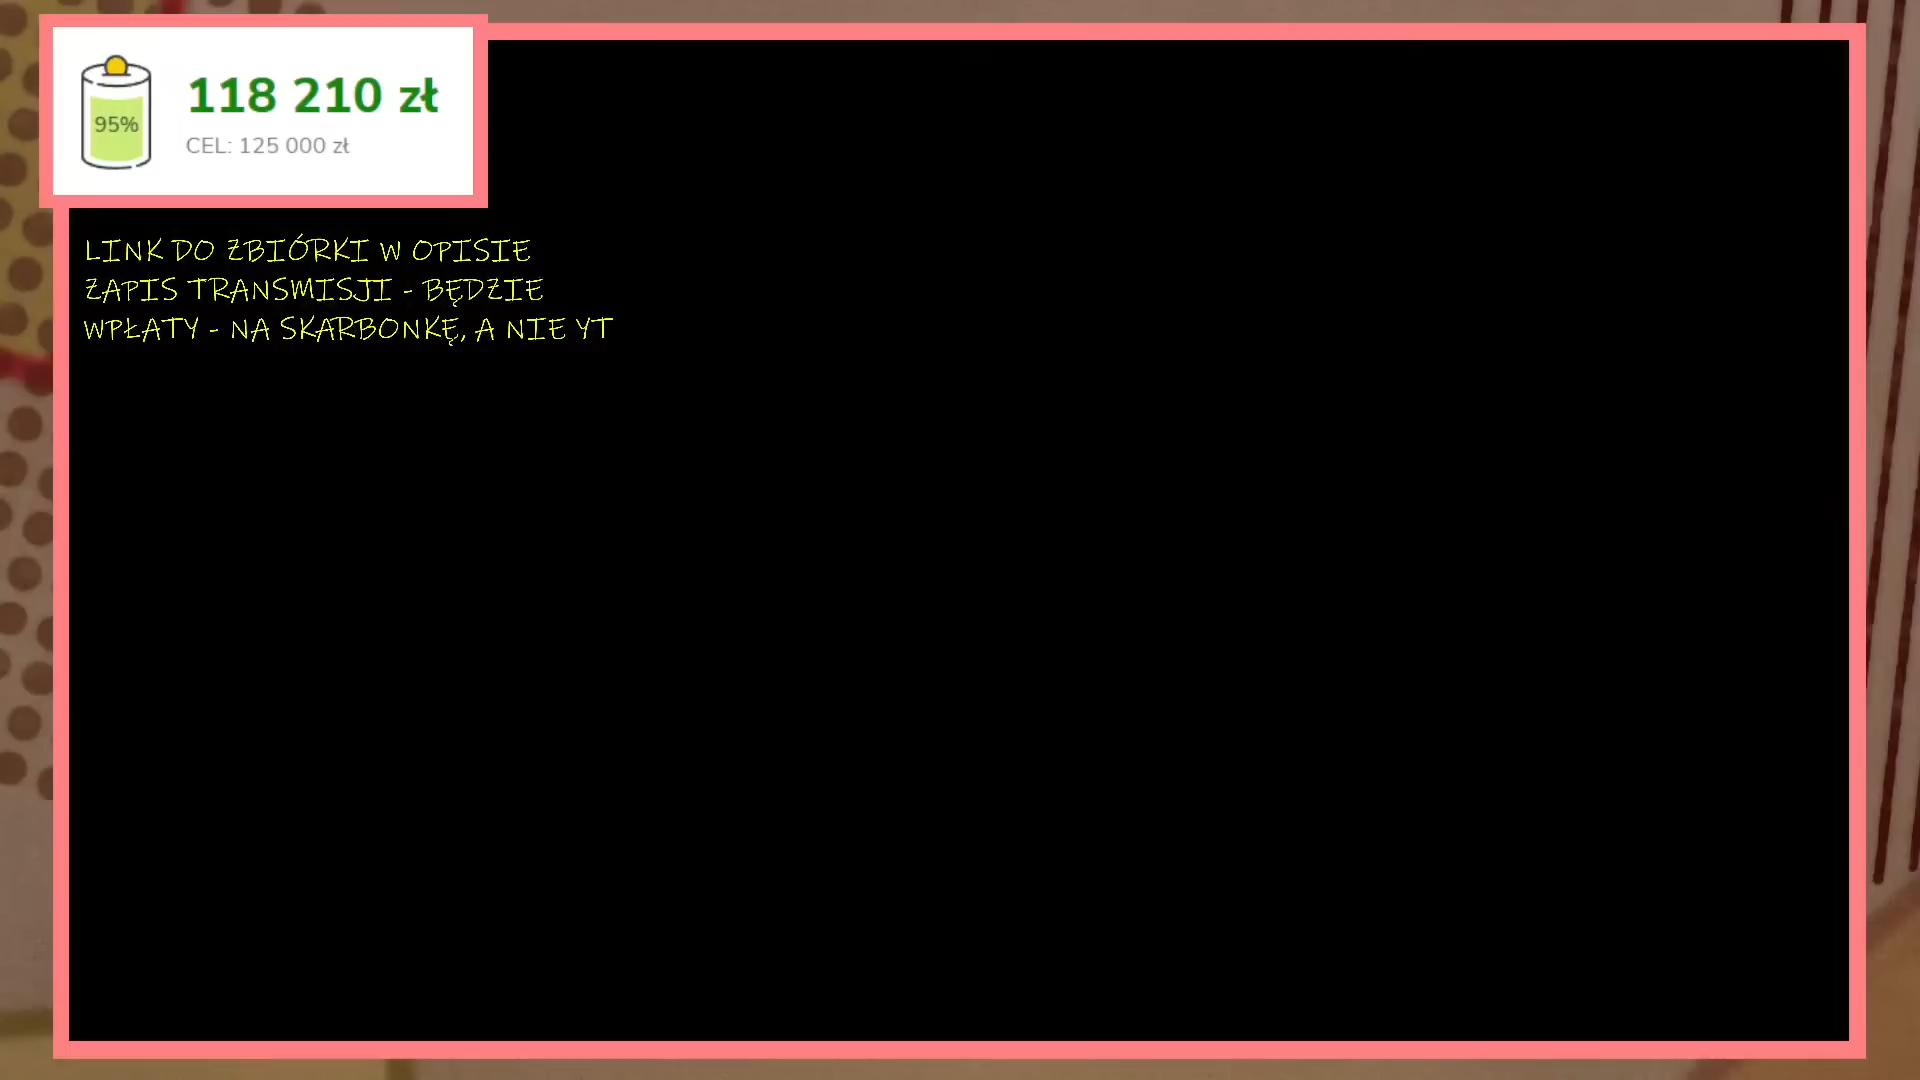 118 210 zł
95%
CEL: 125 000 zł
LINK DO ZBIÓRKI W OPISIE
ZAPIS TRANSMISJI - BĘDZIE
WPŁATY - NA SKARBONKĘ, A NIE YT